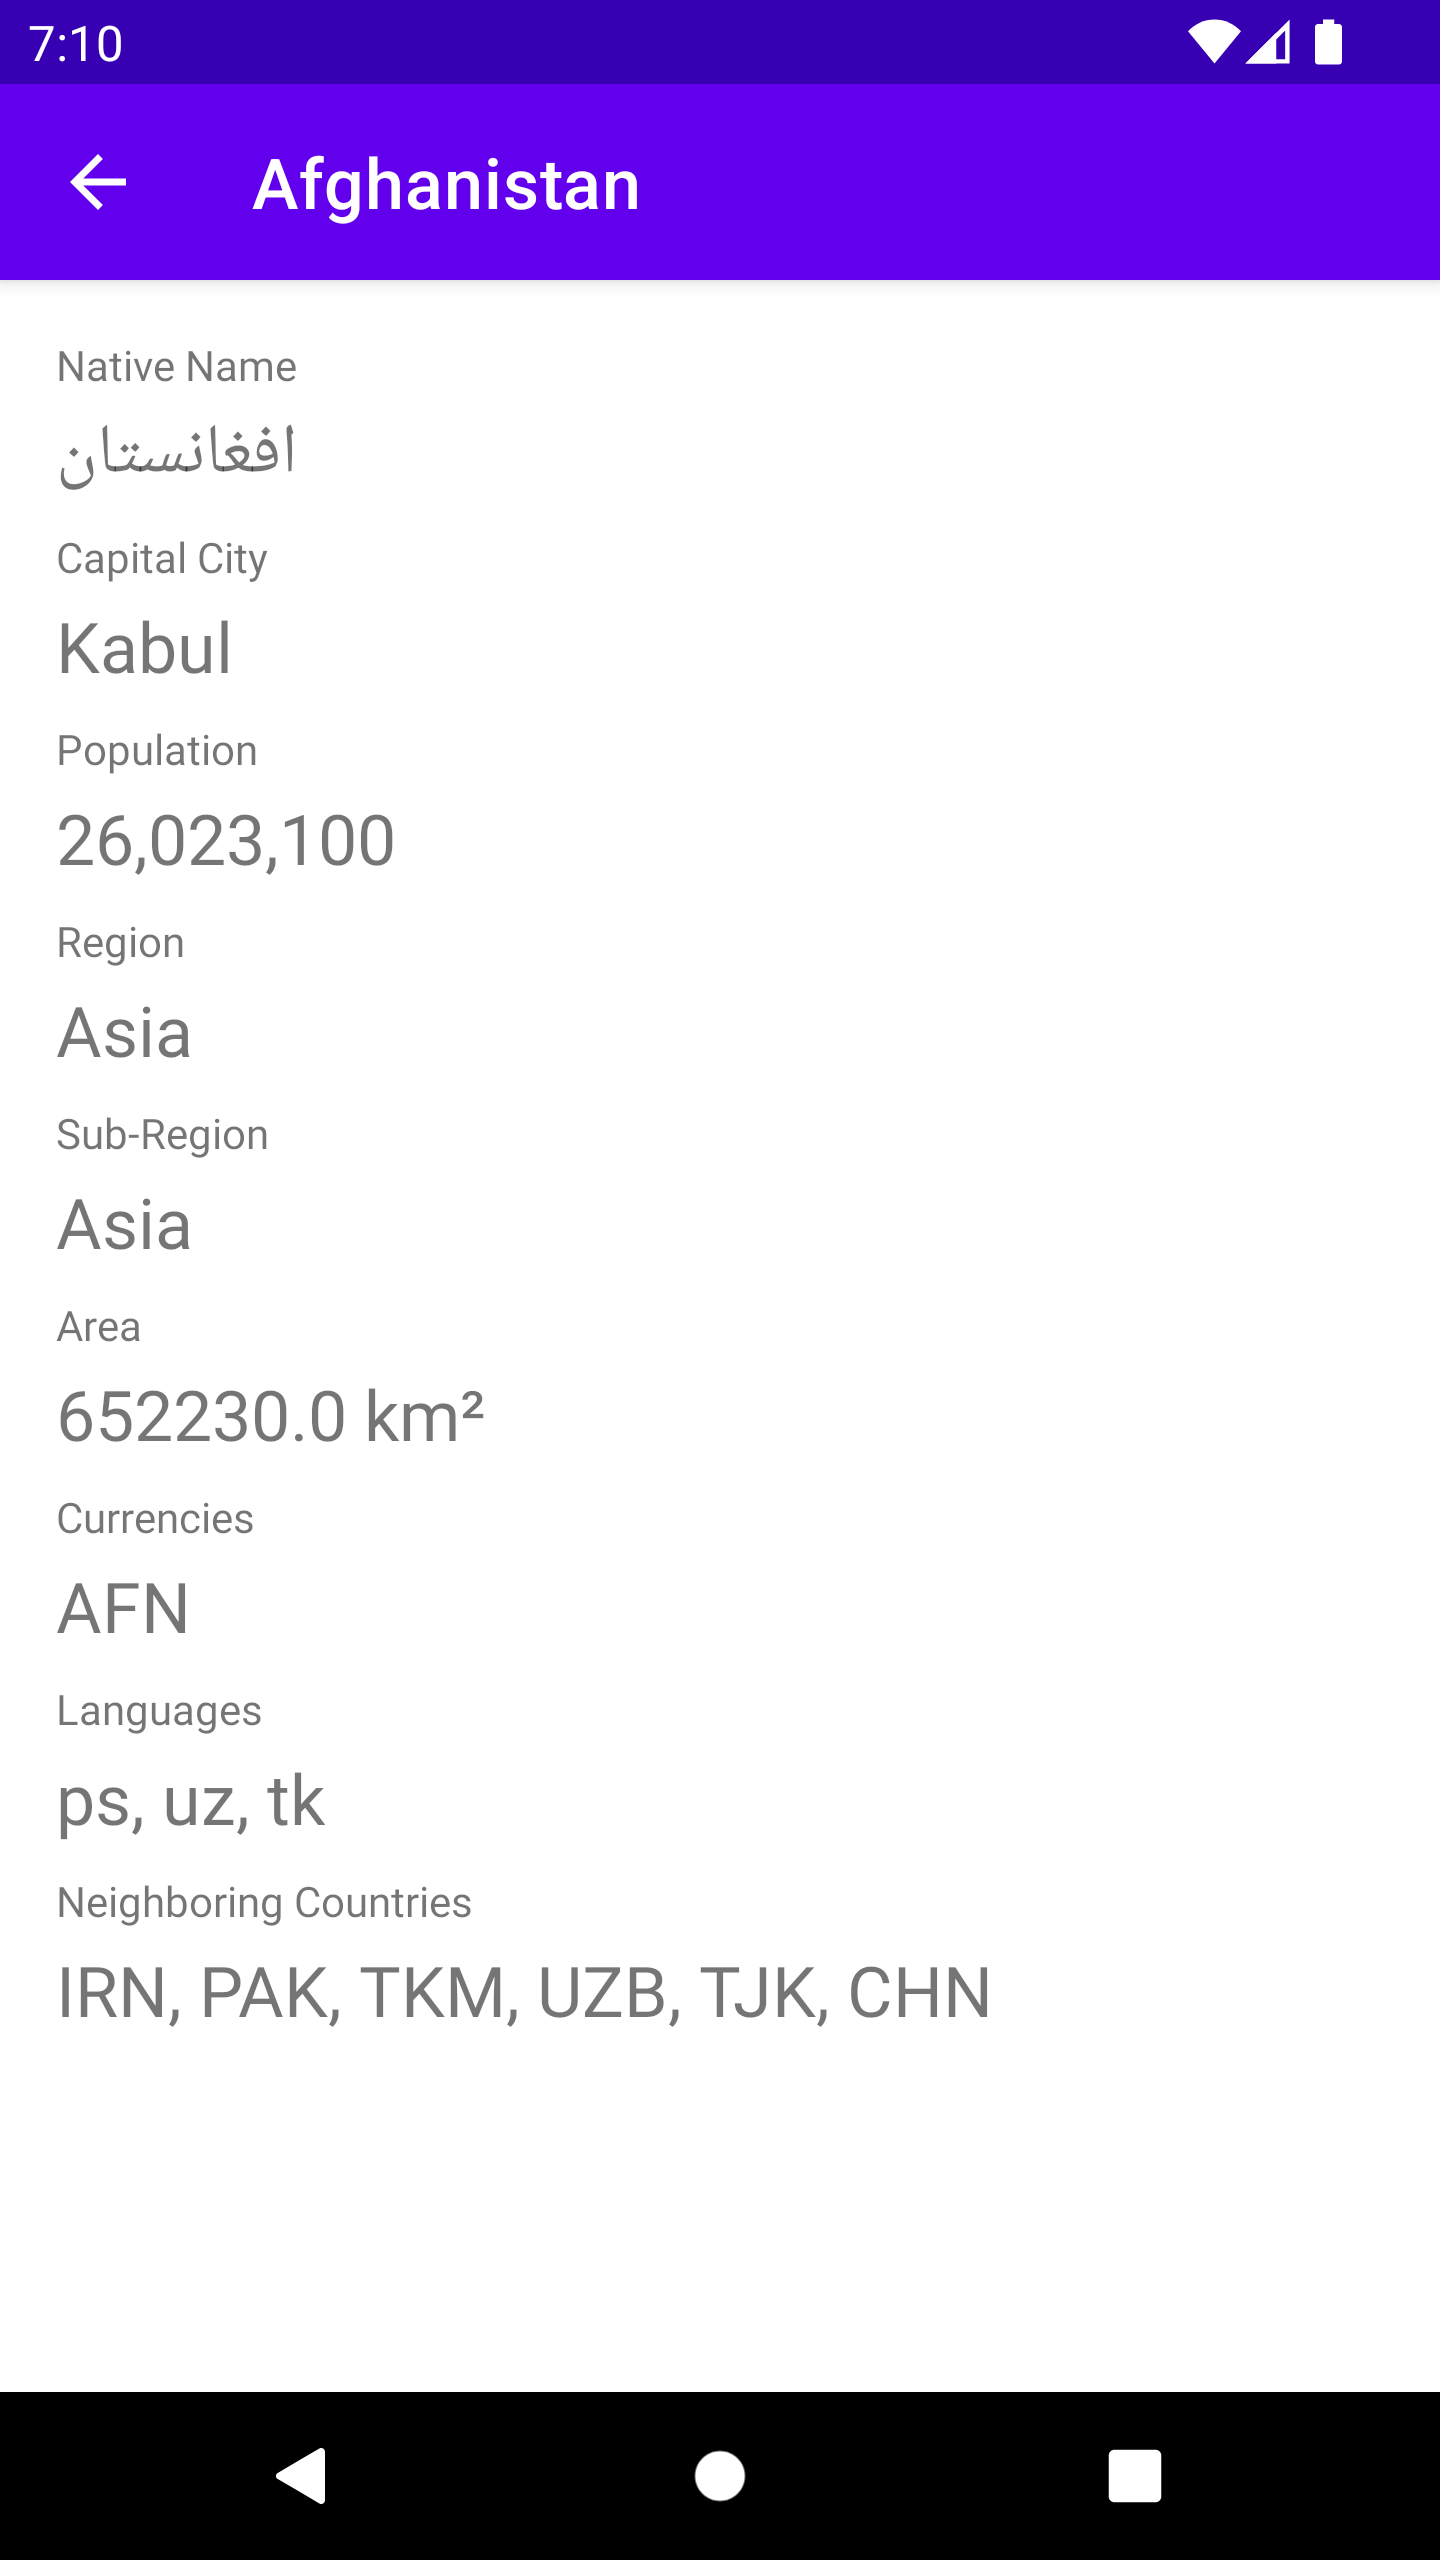 7:10
Afghanistan
Native Name
افغانستان
Capital City
Kabul
Population
26,023,100
Region
Asia
Sub-Region
Asia
Area
652230.0 km²
Currencies
AFN
Languages
ps, uz, tk
Neighboring Countries
IRN, PAK, TKM, UZB, TJK, CHN